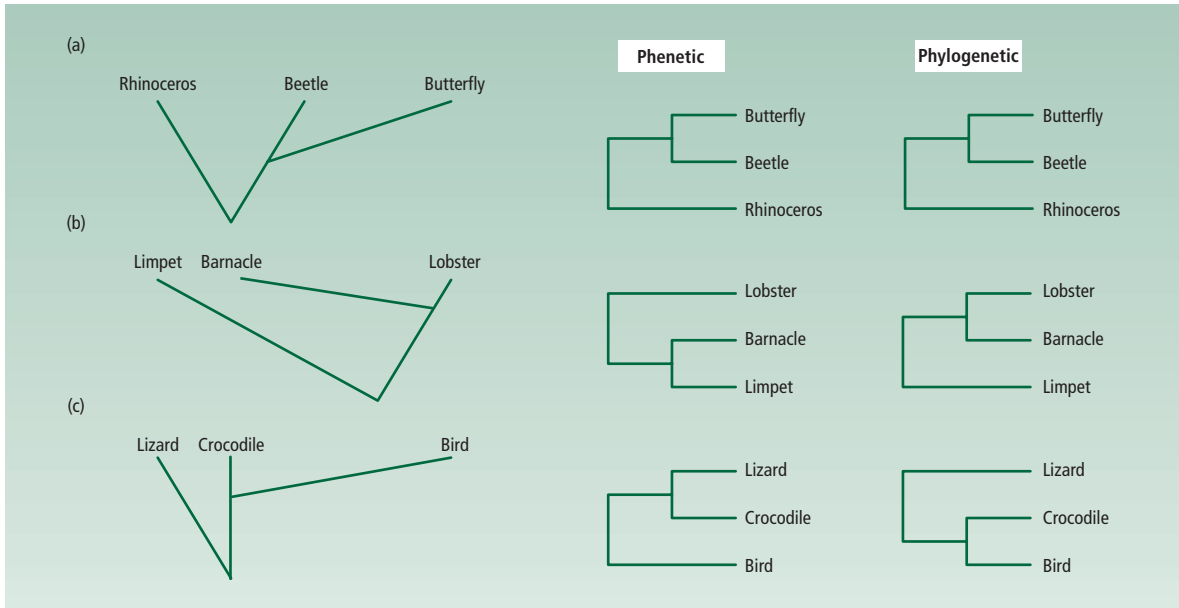 (a)
Rhinoceros Beetle Butterfly
Phenetic Phylogenetic
Butterfly Butterfly
Beetle Beetle
Rhinoceros Rhinoceros
(b)
Limpet Barnacle Lobster
Lobster Lobster
Barnacle Barnacle
Limpet Limpet
(c)
Lizard Crocodile Bird
Lizard Lizard
Crocodile Crocodile
Bird Bird